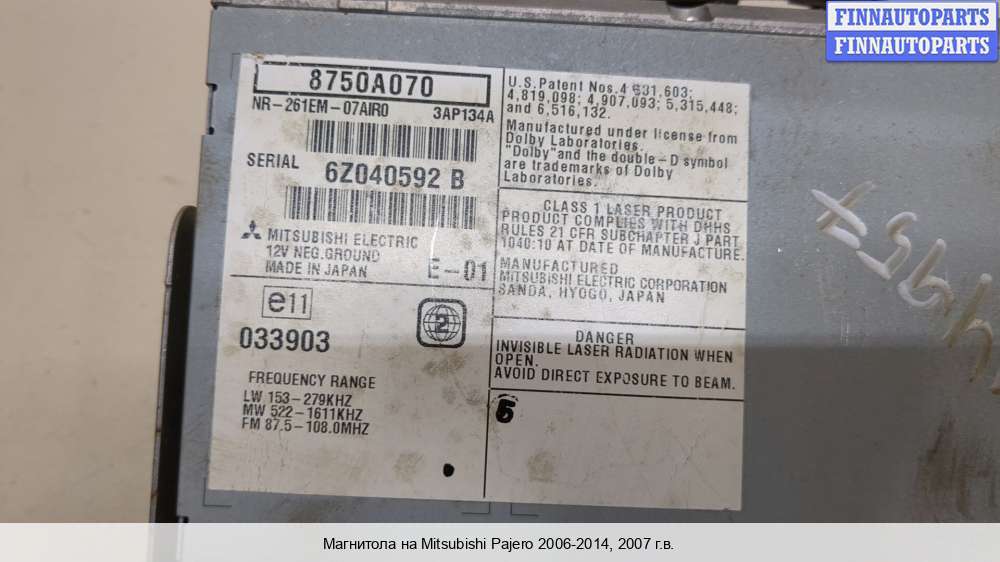 FINNAUTOPARTS
FINNAUTOPARTS
8750A070
NR-261EM-07AIR0 3AP134A
SERIAL 6Z040592 B
MITSUBISHI ELECTRIC
12V NEG.GROUND
MADE IN JAPAN E-01
e11
2
033903
FREQUENCY RANGE
LW 153-279KHZ
MW 522-1611KHZ
FM 87.5-108.0MHZ
U.S.Patent Nos.4 631,603;
4,819,098; 4,907,093; 5,315,448;
and 6,516,132.
Manufactured under license from
Dolby Laboratories.
"Dolby"and the double-D symbol
are trademarks of Dolby
Laboratories.
CLASS 1 LASER PRODUCT
PRODUCT COMPLIES WITH DHHS
RULES 21 CFR SUBCHAPTER J PART
1040:10 AT DATE OF MANUFACTURE.
MANUFACTURED
MITSUBISHI ELECTRIC CORPORATION
SANDA, HYOGO, JAPAN
DANGER
INVISIBLE LASER RADIATION WHEN
OPEN.
AVOID DIRECT EXPOSURE TO BEAM.
Магнитола на Mitsubishi Pajero 2006-2014, 2007 г.в.